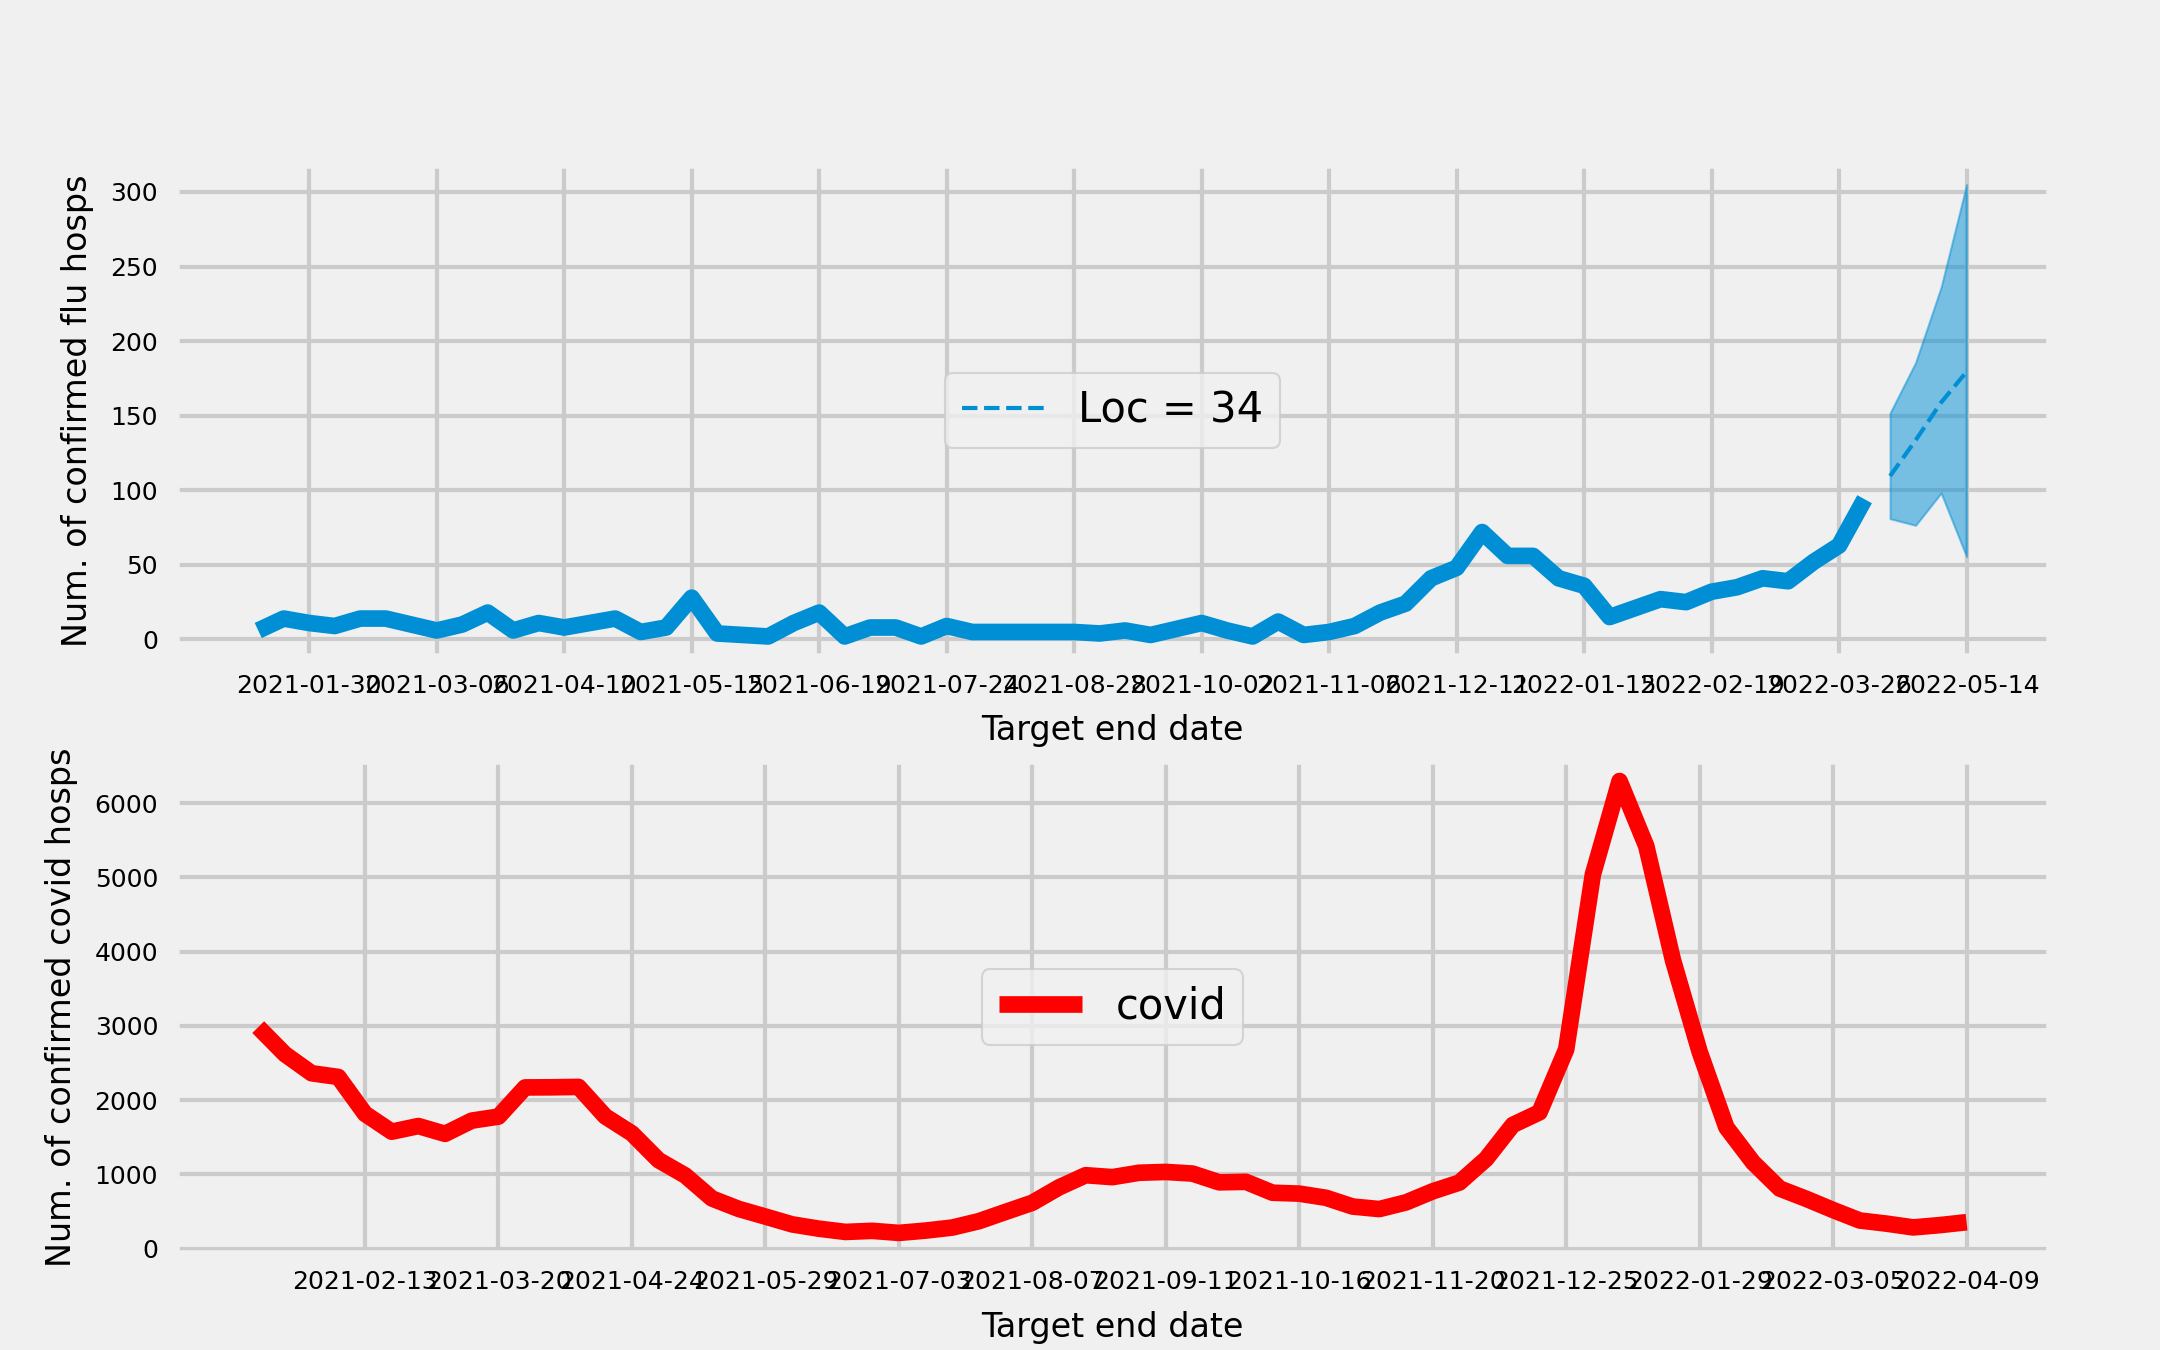 Num. of confirmed flu hosps
300
250
200
150
100
50
0
Loc = 34
2021-01-30 2021-03-06 2021-04-10 2021-05-15 2021-06-19 2021-07-24 2021-08-28 2021-10-02 2021-11-06 2021-12-11 2022-01-15 2022-02-19 2022-03-26 2022-05-14
Target end date
Num. of confirmed covid hosps
6000
5000
4000
3000
2000
1000
0
covid
2021-02-13 2021-03-20 2021-04-24 2021-05-29 2021-07-03 2021-08-07 2021-09-11 2021-10-16 2021-11-20 2021-12-25 2022-01-29 2022-03-05 2022-04-09
Target end date